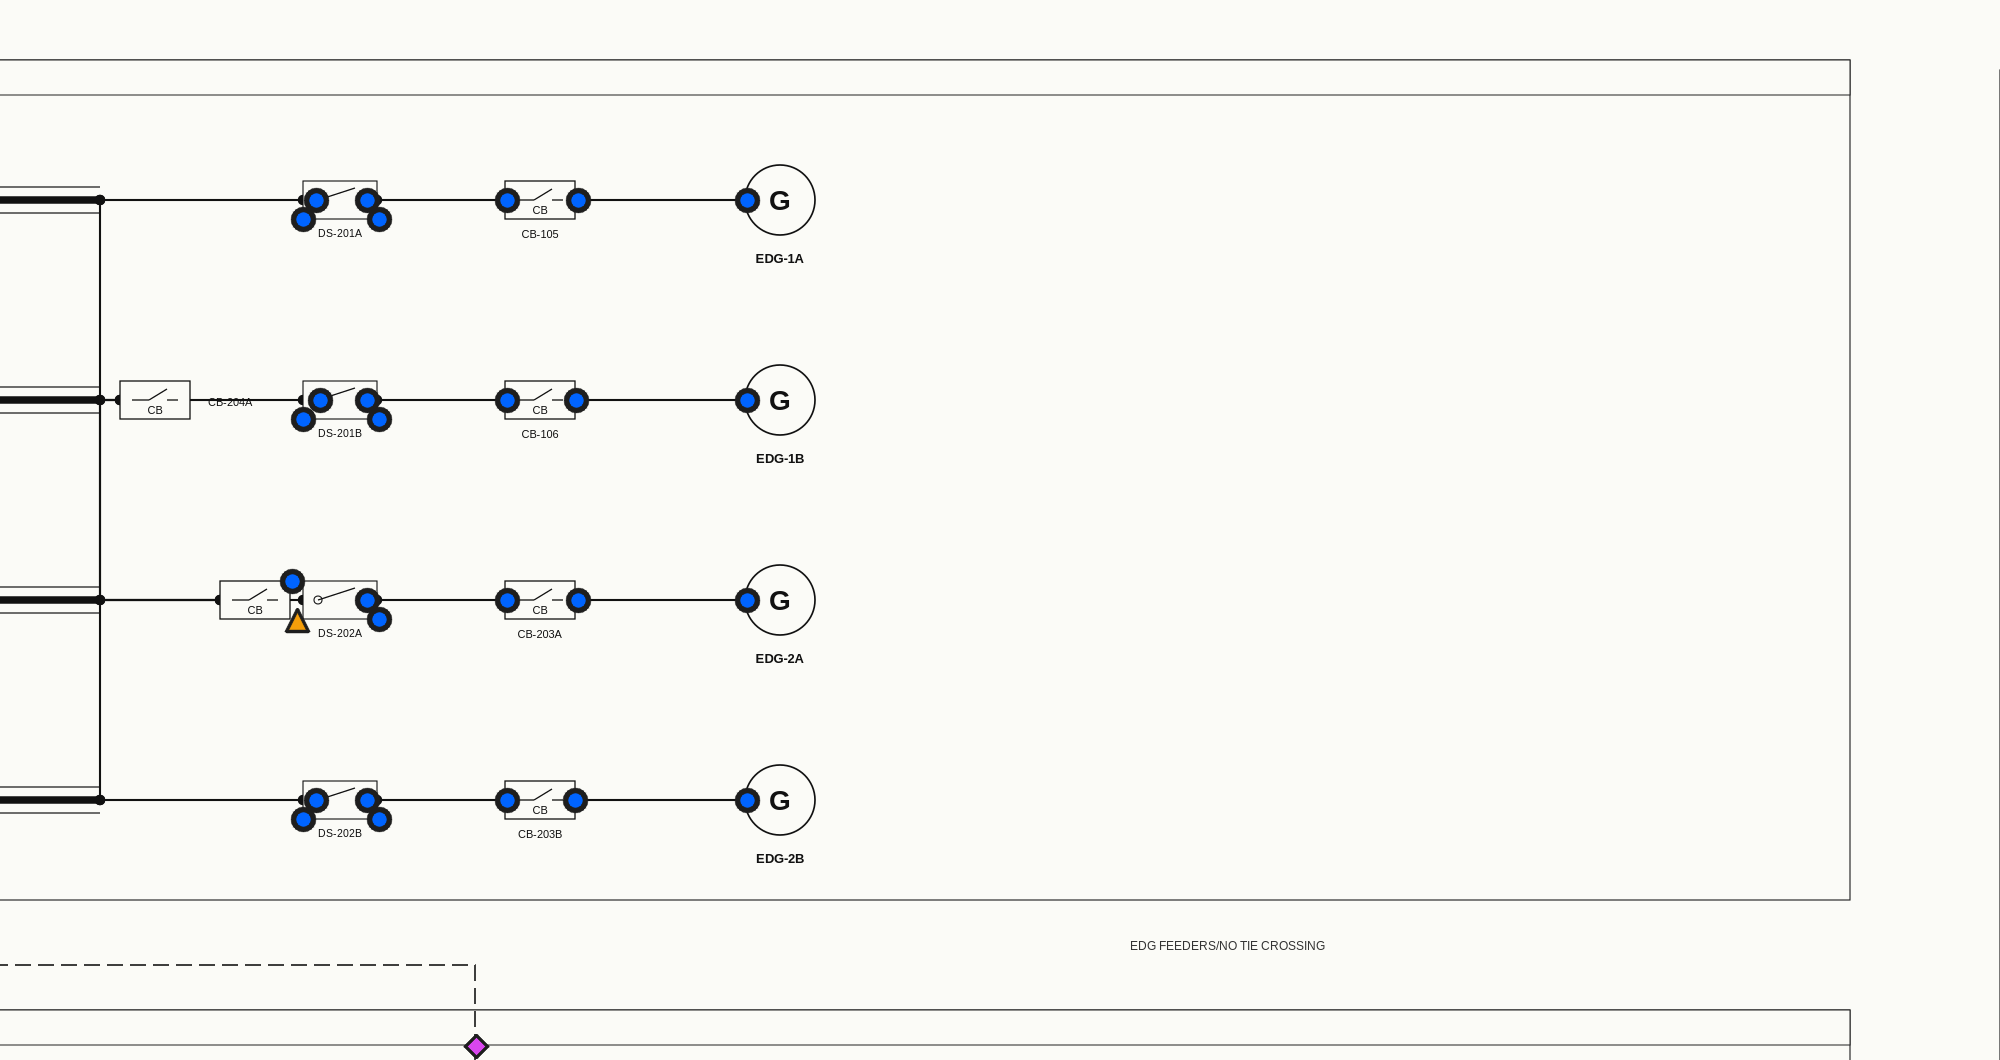 CB
G
DS-201A
CB-105
EDG-1A
CB
CB-204A
CB
G
DS-201B
CB-106
EDG-1B
CB
CB
G
DS-202A
CB-203A
EDG-2A
CB
G
DS-202B
CB-203B
EDG-2B
EDG FEEDERS/NO TIE CROSSING